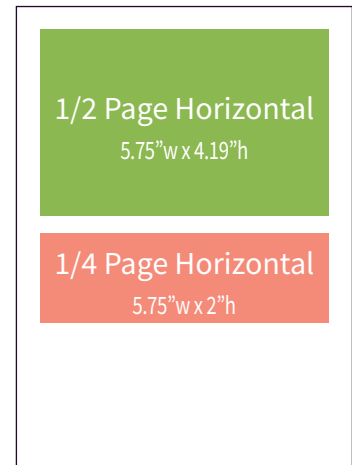 1/2 Page Horizontal
5.75”w x 4.19”h
1/4 Page Horizontal
5.75”w x 2”h